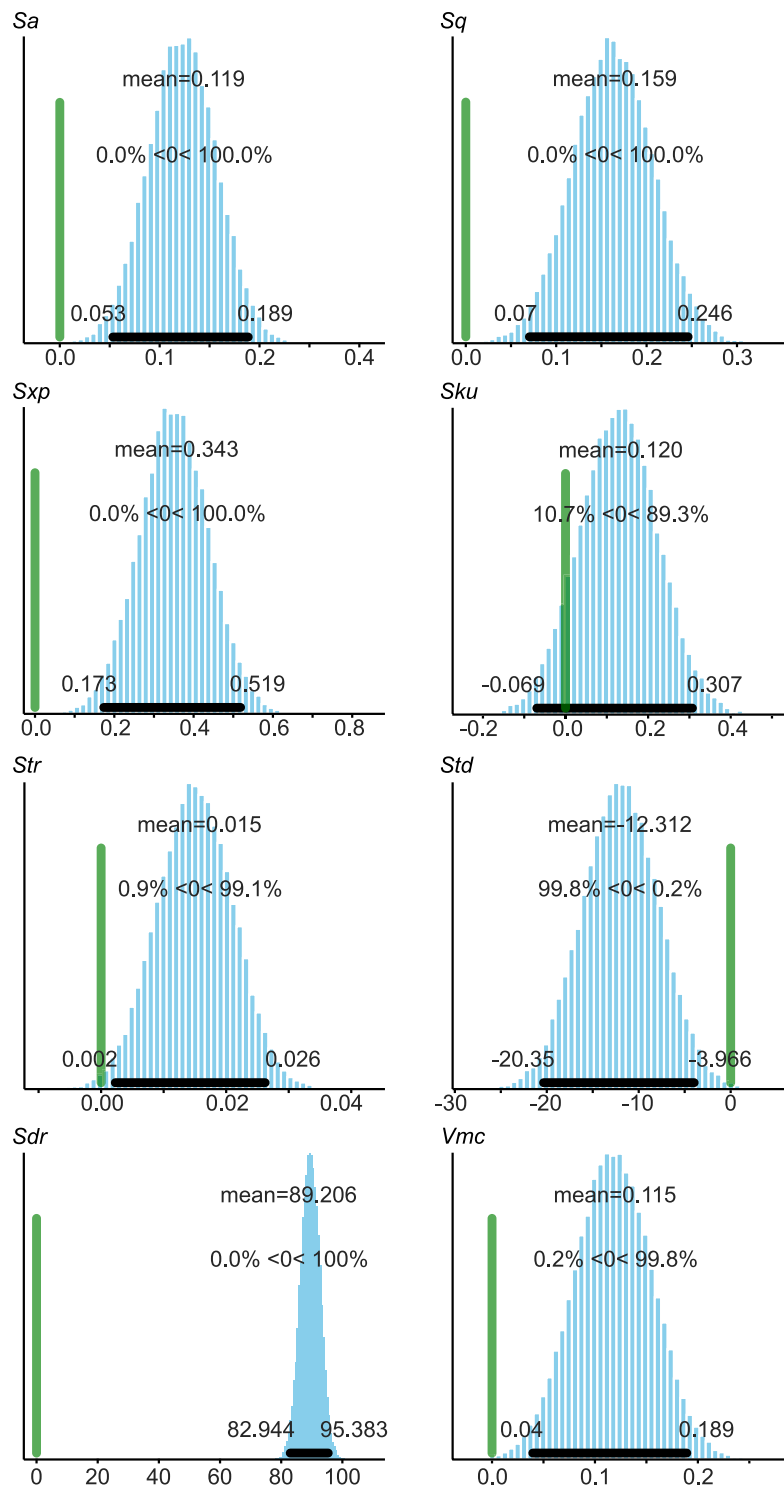 Sa
mean=0.119
0.0% <0< 100.0%
0.053 0.189
0.0 0.1 0.2 0.4
Sq
mean=0.159
0.0% <0< 100.0%
0.07 0.246
0.0 0.1 0.2 0.3
Sxp
mean=0.343
0.0% <0< 100.0%
0.173 0.519
0.0 0.2 0.4 0.6 0.8
Sku
mean=0.120
10.7% <0< 89.3%
-0.069 0.307
-0.2 0.0 0.2 0.4
Str
mean=0.015
0.9% <0< 99.1%
0.002 0.026
0.00 0.02 0.04
Std
mean=-12.312
99.8% <0< 0.2%
-20.35 -3.966
-30 -20 -10 0
Sdr
mean=89.206
0.0% <0< 100%
82.944 95.383
0 20 40 60 80 100
Vmc
mean=0.115
0.2% <0< 99.8%
0.04 0.189
0.0 0.1 0.2